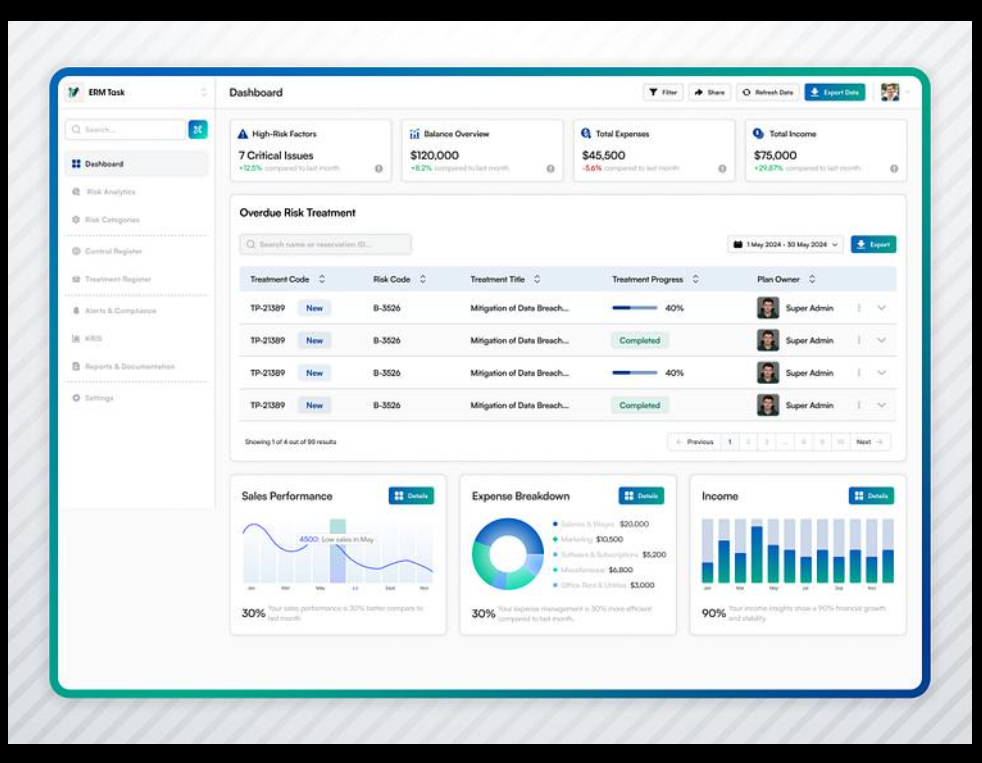 ERM Task
Search...
Dashboard
Risk Analytics
Risk Categories
Control Register
Treatment Register
Alerts & Compliance
KRIS
Reports & Documentation
Settings
Dashboard
Filter
Share
Refresh Data
Export Data
High-Risk Factors
7 Critical Issues
+12.5% compared to last month
Balance Overview
$120,000
+8.2% compared to last month
Total Expenses
$45,500
-5.6% compared to last month
Total Income
$75,000
+29.87% compared to last month
Overdue Risk Treatment
Search name or reservation ID...
1 May 2024 - 30 May 2024
Export
Treatment Code Risk Code Treatment Title Treatment Progress Plan Owner
TP-21389 New B-3526 Mitigation of Data Breach... 40% Super Admin
TP-21389 New B-3526 Mitigation of Data Breach... Completed Super Admin
TP-21389 New B-3526 Mitigation of Data Breach... 40% Super Admin
TP-21389 New B-3526 Mitigation of Data Breach... Completed Super Admin
Showing 1 of 4 out of 99 results
Previous 1 2 3 ... 8 9 10 Next
Sales Performance
Details
4500: Low sales in May
Jan Mar May Jul Sept Nov
30% Your sales performance is 30% better compare to
last month
Expense Breakdown
Details
Salaries & Wages $20,000
Marketing $10,500
Software & Subscriptions $5,200
Miscellaneous $6,800
Office Rent & Utilities $3,000
30% Your expense management is 30% more efficient
compared to last month.
Income
Details
Jan Mar May Jul Sep Nov
90% Your income insights show a 90% financial growth
and stability.